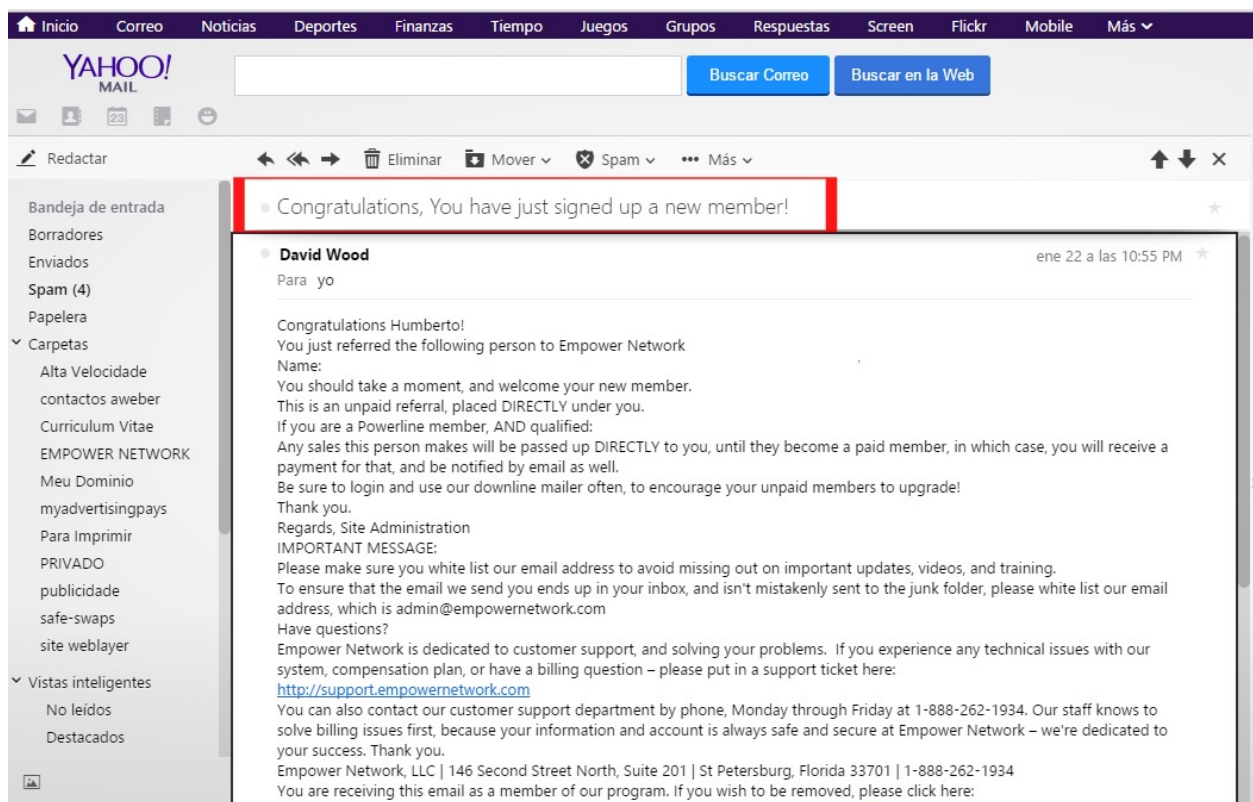 Inicio Correo Noticias Deportes Finanzas Tiempo Juegos Grupos Respuestas Screen Flickr Mobile Más
YAHOO!
MAIL
Buscar Correo Buscar en la Web
23
Redactar
Eliminar Mover Spam Más
Bandeja de entrada
Borradores
Enviados
Spam (4)
Papelera
Carpetas
Alta Velocidade
contactos aweber
Curriculum Vitae
EMPOWER NETWORK
Meu Dominio
myadvertisingpays
Para Imprimir
PRIVADO
publicidade
safe-swaps
site weblayer
Vistas inteligentes
No leídos
Destacados
Congratulations, You have just signed up a new member!
David Wood
ene 22 a las 10:55 PM
Para yo
Congratulations Humberto!
You just referred the following person to Empower Network
Name:
You should take a moment, and welcome your new member.
This is an unpaid referral, placed DIRECTLY under you.
If you are a Powerline member, AND qualified:
Any sales this person makes will be passed up DIRECTLY to you, until they become a paid member, in which case, you will receive a
payment for that, and be notified by email as well.
Be sure to login and use our downline mailer often, to encourage your unpaid members to upgrade!
Thank you.
Regards, Site Administration
IMPORTANT MESSAGE:
Please make sure you white list our email address to avoid missing out on important updates, videos, and training.
To ensure that the email we send you ends up in your inbox, and isn't mistakenly sent to the junk folder, please white list our email
address, which is admin@empowernetwork.com
Have questions?
Empower Network is dedicated to customer support, and solving your problems. If you experience any technical issues with our
system, compensation plan, or have a billing question – please put in a support ticket here:
http://support.empowernetwork.com
You can also contact our customer support department by phone, Monday through Friday at 1-888-262-1934. Our staff knows to
solve billing issues first, because your information and account is always safe and secure at Empower Network – we're dedicated to
your success. Thank you.
Empower Network, LLC | 146 Second Street North, Suite 201 | St Petersburg, Florida 33701 | 1-888-262-1934
You are receiving this email as a member of our program. If you wish to be removed, please click here: